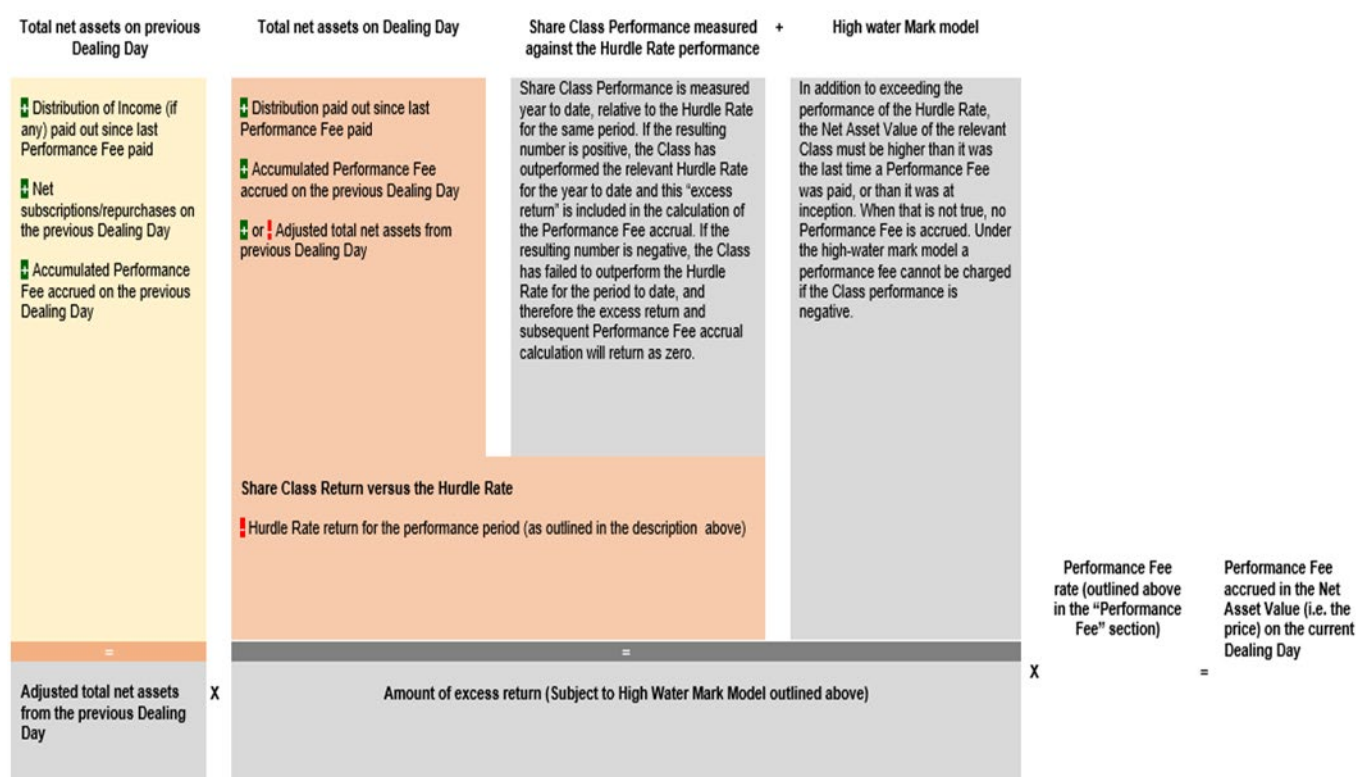 Total net assets on previous
Dealing Day
+ Distribution of Income (if
any) paid out since last
Performance Fee paid
+ Net
subscriptions/repurchases on
the previous Dealing Day
+ Accumulated Performance
Fee accrued on the previous
Dealing Day
=
Adjusted total net assets
from the previous Dealing
Day
X
Total net assets on Dealing Day
+ Distribution paid out since last
Performance Fee paid
+ Accumulated Performance Fee
accrued on the previous Dealing Day
+ or - Adjusted total net assets from
previous Dealing Day
Share Class Performance measured
against the Hurdle Rate performance
Share Class Performance is measured
year to date, relative to the Hurdle Rate
for the same period. If the resulting
number is positive, the Class has
outperformed the relevant Hurdle Rate
for the year to date and this “excess
return” is included in the calculation of
the Performance Fee accrual. If the
resulting number is negative, the Class
has failed to outperform the Hurdle
Rate for the period to date, and
therefore the excess return and
subsequent Performance Fee accrual
calculation will return as zero.
+
High water Mark model
In addition to exceeding the
performance of the Hurdle Rate,
the Net Asset Value of the relevant
Class must be higher than it was
the last time a Performance Fee
was paid, or than it was at
inception. When that is not true, no
Performance Fee is accrued. Under
the high-water mark model a
performance fee cannot be charged
if the Class performance is
negative.
Share Class Return versus the Hurdle Rate
- Hurdle Rate return for the performance period (as outlined in the description above)
=
Amount of excess return (Subject to High Water Mark Model outlined above)
X
Performance Fee
rate (outlined above
in the “Performance
Fee” section)
=
Performance Fee
accrued in the Net
Asset Value (i.e. the
price) on the current
Dealing Day